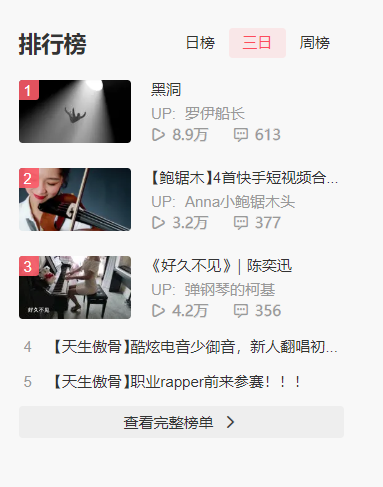 排行榜
日榜
三日
周榜
1
黑洞
UP: 罗伊船长
8.9万
613
2
【鲍锯木】4首快手短视频合...
UP: Anna小鲍锯木头
3.2万
377
3
好久不见
《好久不见》| 陈奕迅
UP: 弹钢琴的柯基
4.2万
356
4 【天生傲骨】酷炫电音少御音，新人翻唱初...
5 【天生傲骨】职业rapper前来参赛！！！
查看完整榜单 >